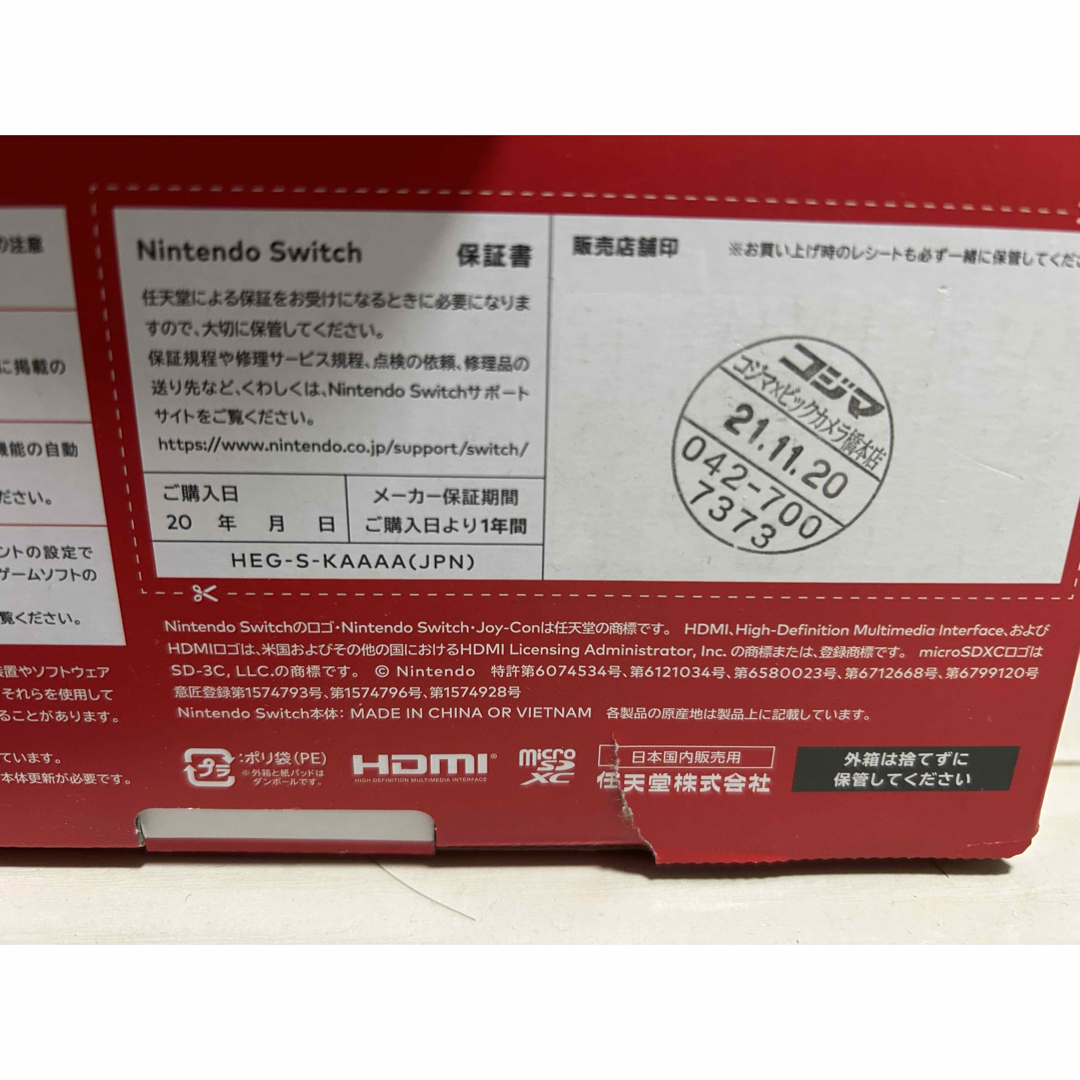 の注意
に掲載の
機能の自動
ださい。
ントの設定で
ゲームソフトの
覧ください。
装置やソフトウェア
それらを使用して
ることがあります。
ています。
本体更新が必要です。
Nintendo Switch 保証書
任天堂による保証をお受けになるときに必要になりま
すので、大切に保管してください。
保証規程や修理サービス規程、点検の依頼、修理品の
送り先など、くわしくは、Nintendo Switchサポート
サイトをご覧ください。
https://www.nintendo.co.jp/support/switch/
ご購入日
20 年 月 日
メーカー保証期間
ご購入日より1年間
HEG-S-KAAAA(JPN)
販売店舗印
※お買い上げ時のレシートも必ず一緒に保管してくださ
コジマ
コジマ×ビックカメラ橋本店
21.11.20
042-700
7373
Nintendo Switchのロゴ・Nintendo Switch・Joy-Conは任天堂の商標です。 HDMI、High-Definition Multimedia Interface、および
HDMIロゴは、米国およびその他の国におけるHDMI Licensing Administrator, Inc. の商標または、登録商標です。 microSDXCロゴは
SD-3C, LLC.の商標です。 © Nintendo 特許第6074534号、第6121034号、第6580023号、第6712668号、第6799120号
意匠登録第1574793号、第1574796号、第1574928号
Nintendo Switch本体： MADE IN CHINA OR VIETNAM 各製品の原産地は製品上に記載しています。
プラ
:ポリ袋(PE)
※外箱と紙パッドは
ダンボールです。
HDMI
HIGH-DEFINITION MULTIMEDIA INTERFACE
micro
SD
XC
日本国内販売用
任天堂株式会社
外箱は捨てずに
保管してください